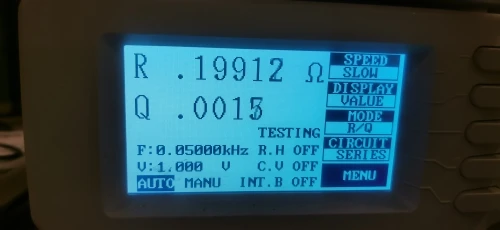 R .19912 Ω
Q .0015
TESTING
F:0.05000kHz R.H OFF
V:1.000 V C.V OFF
AUTO MANU INT.B OFF
SPEED
SLOW
DISPLAY
VALUE
MODE
R/Q
CIRCUIT
SERIES
MENU